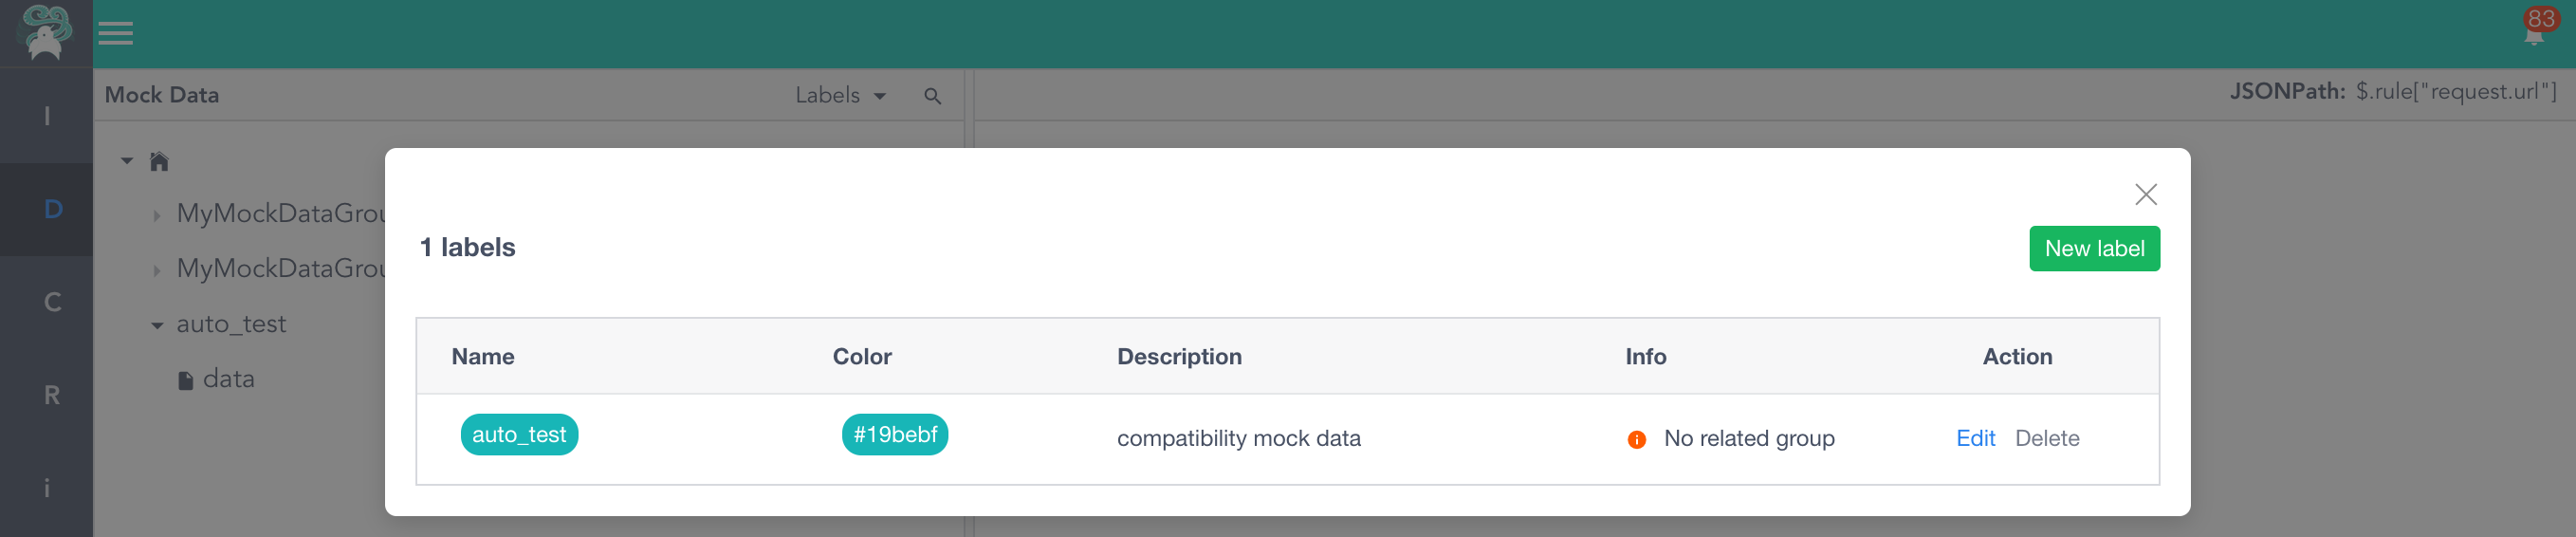 83
Mock Data Labels
JSONPath: $.rule["request.url"]
I
D
C
R
i
MyMockDataGrou
MyMockDataGrou
auto_test
data
1 labels
New label
Name Color Description Info Action
auto_test #19bebf compatibility mock data No related group Edit Delete